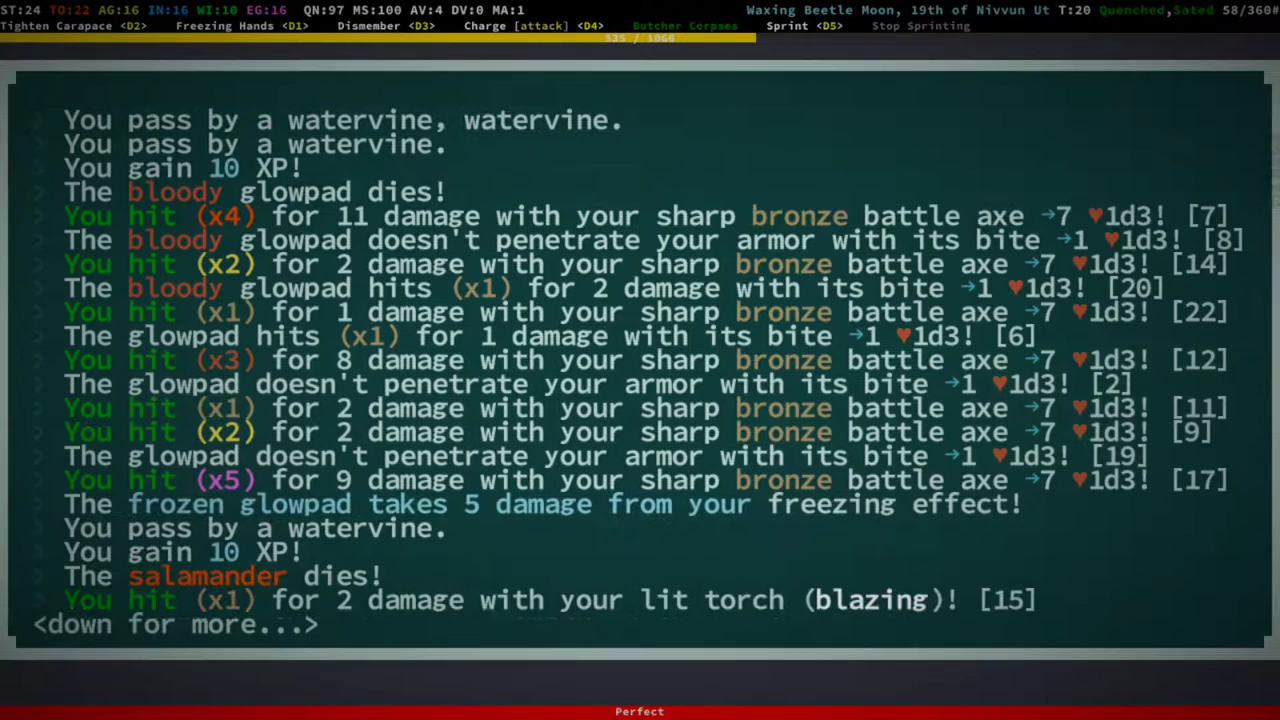 ST:24 TO:22 AG:16 IN:16 WI:10 EG:16 QN:97 MS:100 AV:4 DV:0 MA:1 Waxing Beetle Moon, 19th of Nivvun Ut T:20 Quenched,Sated 58/360#
Tighten Carapace <D2> Freezing Hands <D1> Dismember <D3> Charge [attack] <D4> Butcher Corpses Sprint <D5> Stop Sprinting
You pass by a watervine, watervine.
You pass by a watervine.
You gain 10 XP!
The bloody glowpad dies!
You hit (x4) for 11 damage with your sharp bronze battle axe →7 ♥1d3! [7]
The bloody glowpad doesn't penetrate your armor with its bite →1 ♥1d3! [8]
You hit (x2) for 2 damage with your sharp bronze battle axe →7 ♥1d3! [14]
The bloody glowpad hits (x1) for 2 damage with its bite →1 ♥1d3! [20]
You hit (x1) for 1 damage with your sharp bronze battle axe →7 ♥1d3! [22]
The glowpad hits (x1) for 1 damage with its bite →1 ♥1d3! [6]
You hit (x3) for 8 damage with your sharp bronze battle axe →7 ♥1d3! [12]
The glowpad doesn't penetrate your armor with its bite →1 ♥1d3! [2]
You hit (x1) for 2 damage with your sharp bronze battle axe →7 ♥1d3! [11]
You hit (x2) for 2 damage with your sharp bronze battle axe →7 ♥1d3! [9]
The glowpad doesn't penetrate your armor with its bite →1 ♥1d3! [19]
You hit (x5) for 9 damage with your sharp bronze battle axe →7 ♥1d3! [17]
The frozen glowpad takes 5 damage from your freezing effect!
You pass by a watervine.
You gain 10 XP!
The salamander dies!
You hit (x1) for 2 damage with your lit torch (blazing)! [15]
<down for more...>
Perfect